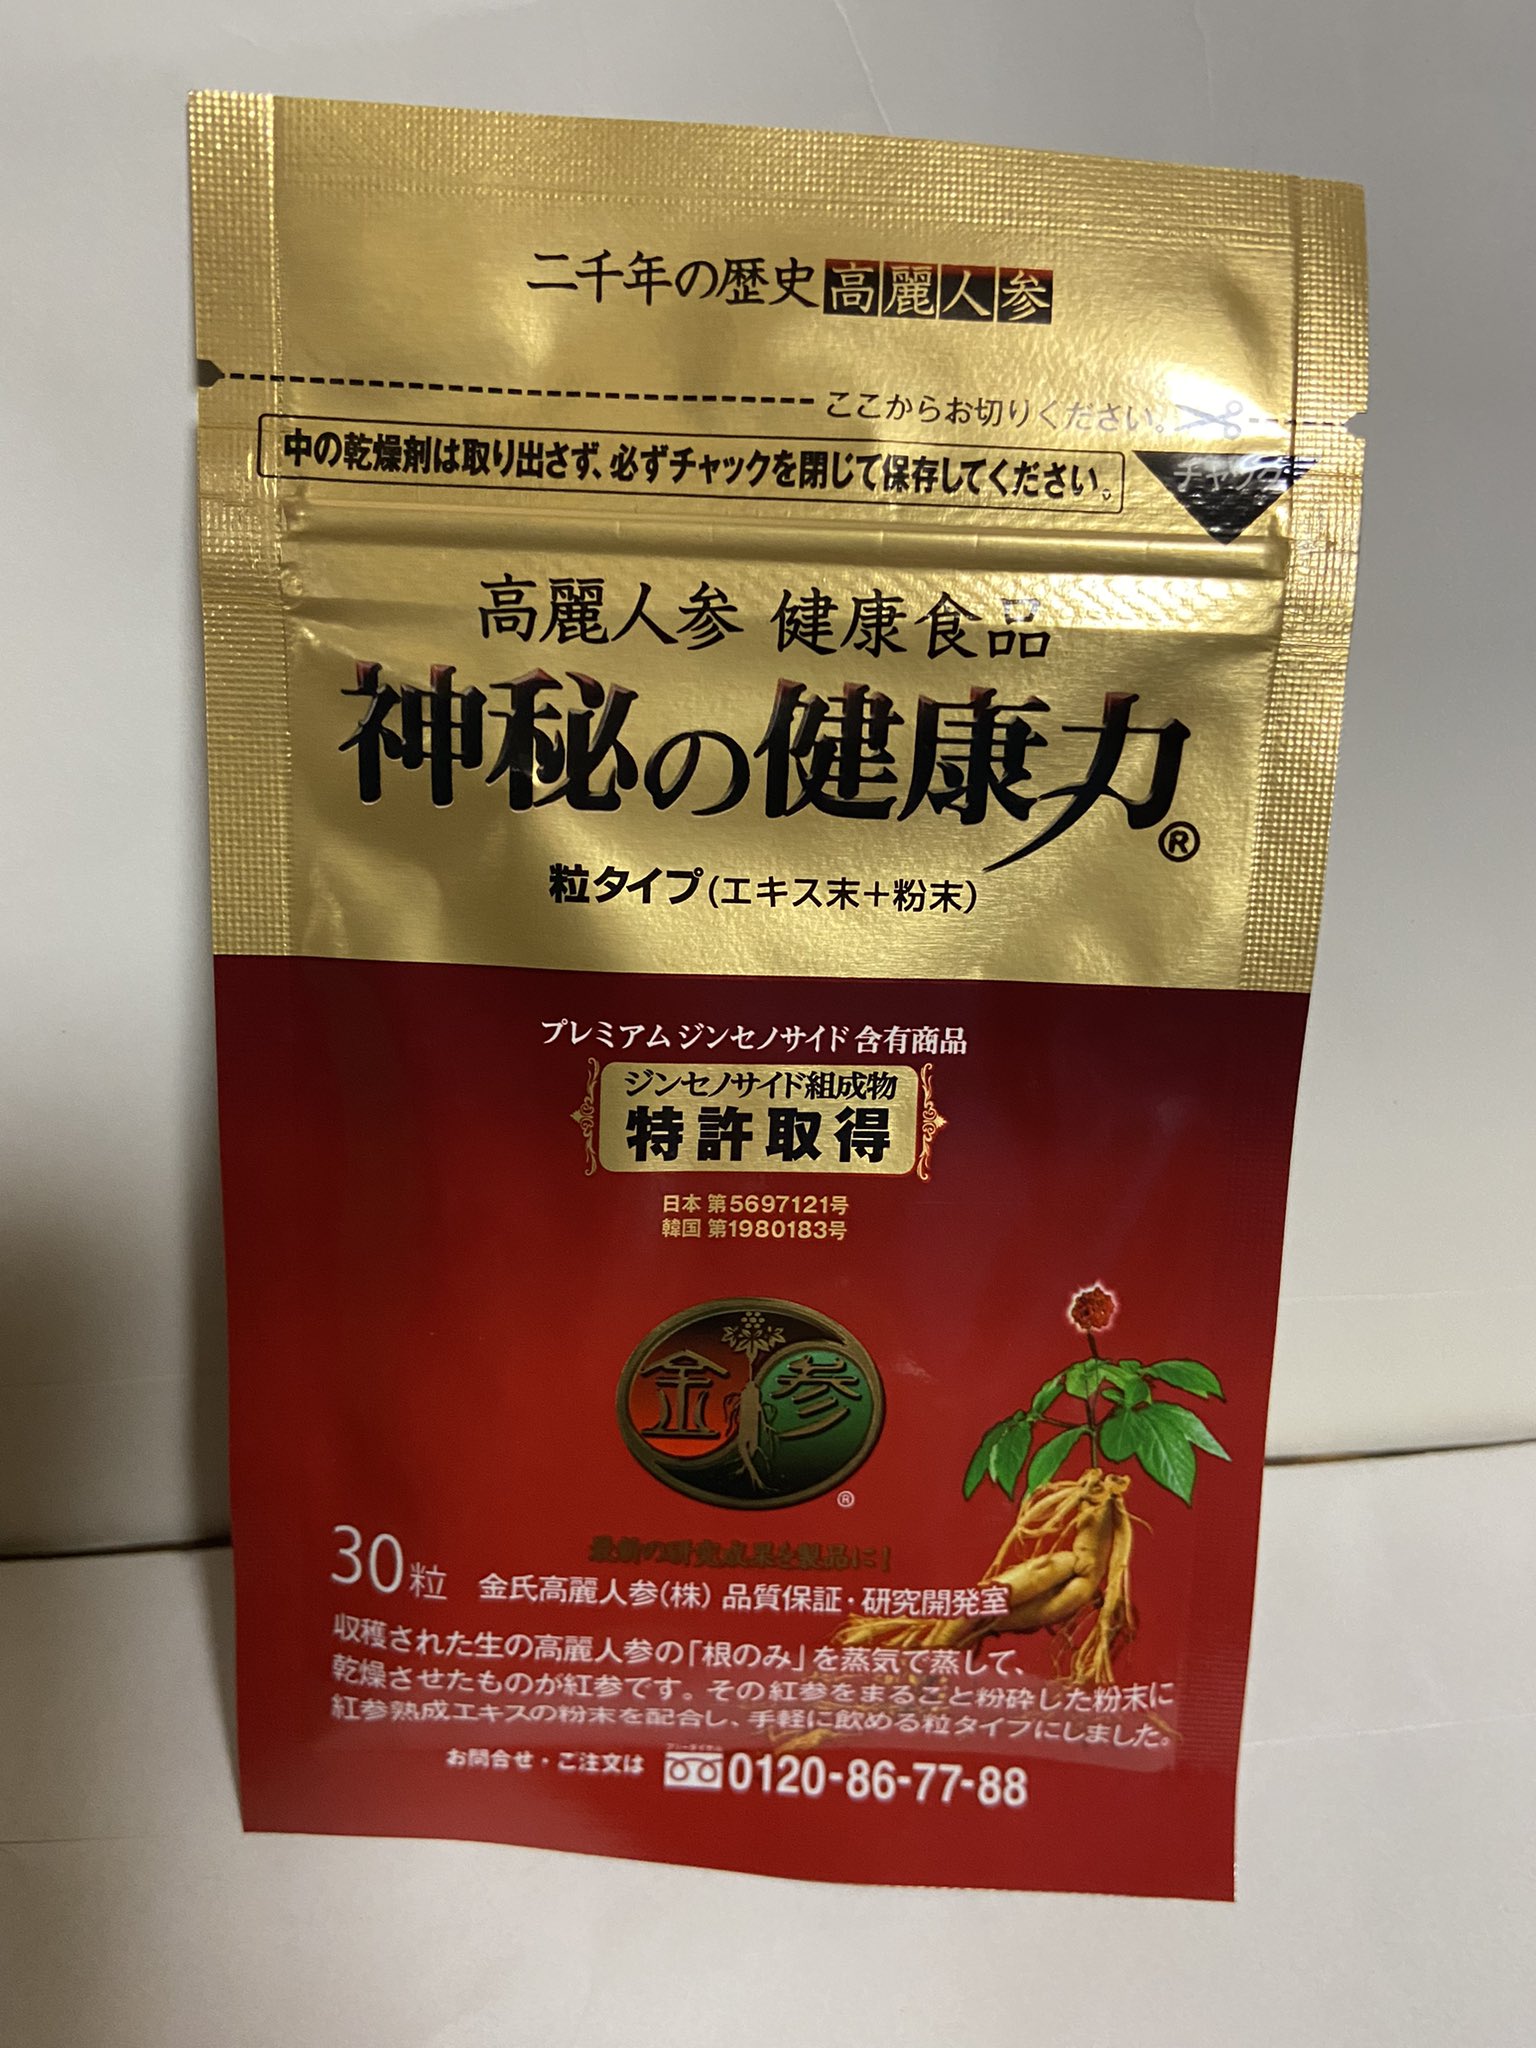 二千年の歴史高麗人参
ここからお切りください。
中の乾燥剤は取り出さず、必ずチャックを閉じて保存してください。
チャック
高麗人参 健康食品
神秘の健康力®
粒タイプ(エキス末+粉末)
プレミアム ジンセノサイド 含有商品
ジンセノサイド組成物
特許取得
日本 第5697121号
韓国 第1980183号
金参
®
最新の研究成果を製品に!
30粒 金氏高麗人参(株) 品質保証・研究開発室
収穫された生の高麗人参の「根のみ」を蒸気で蒸して、
乾燥させたものが紅参です。その紅参をまるごと粉砕した粉末に
紅参熟成エキスの粉末を配合し、手軽に飲める粒タイプにしました。
フリーダイヤル
お問合せ・ご注文は 0120-86-77-88